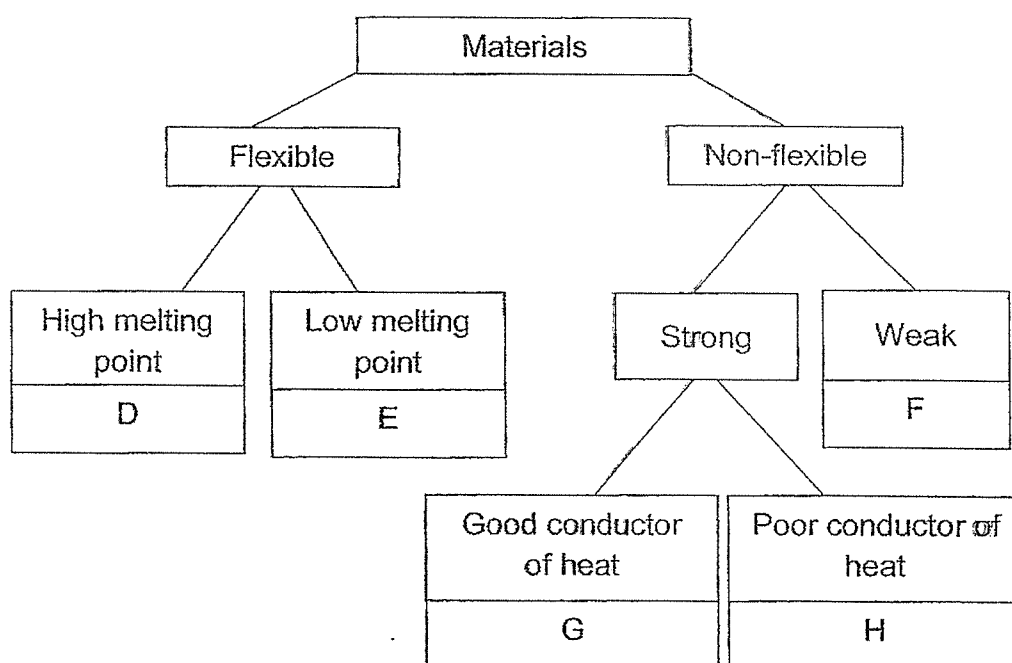 Materials
Flexible
Non-flexible
High melting
point
D
Low melting
point
E
Strong
Weak
F
Good conductor
of heat
G
Poor conductor of
heat
H